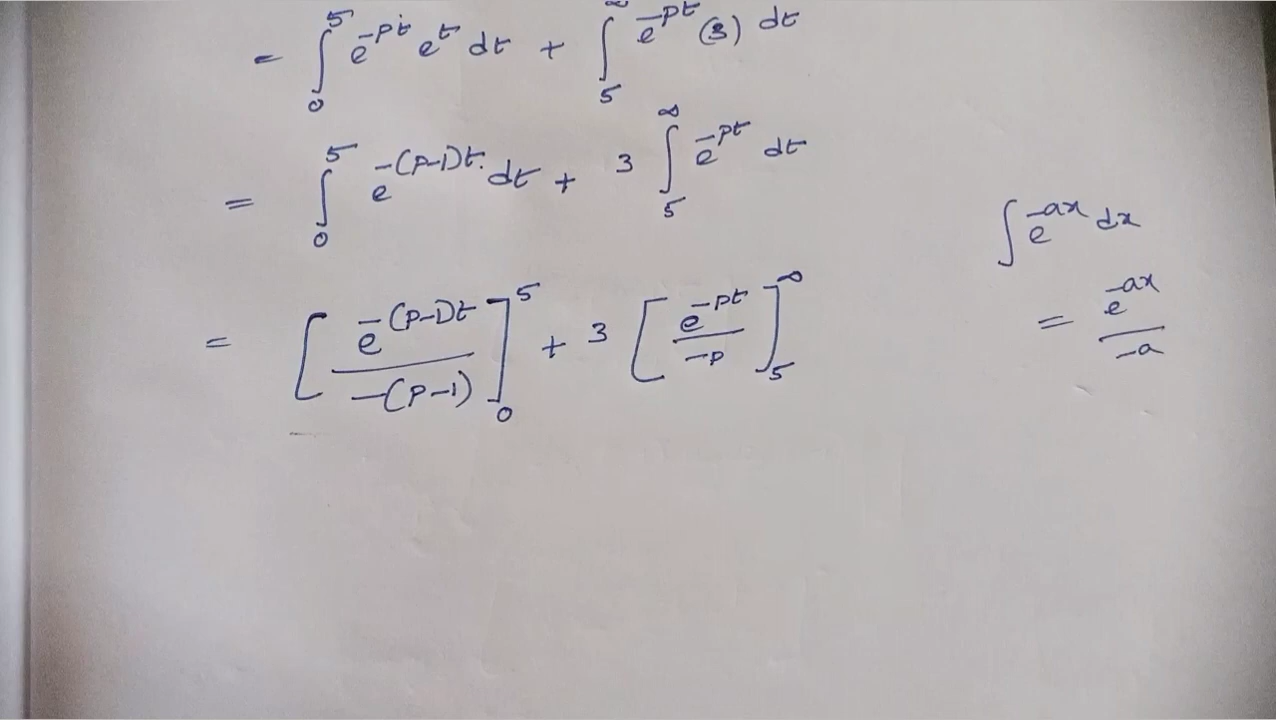 = ∫₀⁵ e^{-pt} e^{t} dt + ∫₅^∞ e^{-pt} (3) dt
= ∫₀⁵ e^{-(p-1)t} dt + 3 ∫₅^∞ e^{-pt} dt
∫ e^{-ax} dx
= [ e^{-(p-1)t} / -(p-1) ]₀⁵ + 3 [ e^{-pt} / -p ]₅^∞
= e^{-ax} / -a